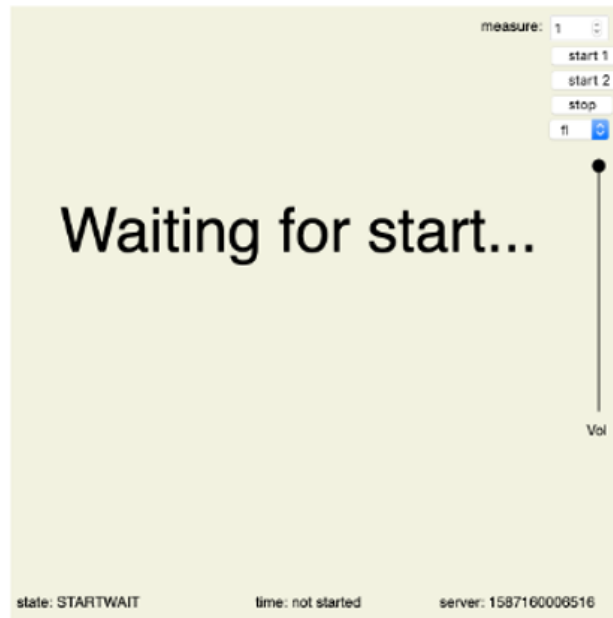 measure: 1
start 1
start 2
stop
fl
Waiting for start...
Vol
state: STARTWAIT time: not started server: 1587160006516